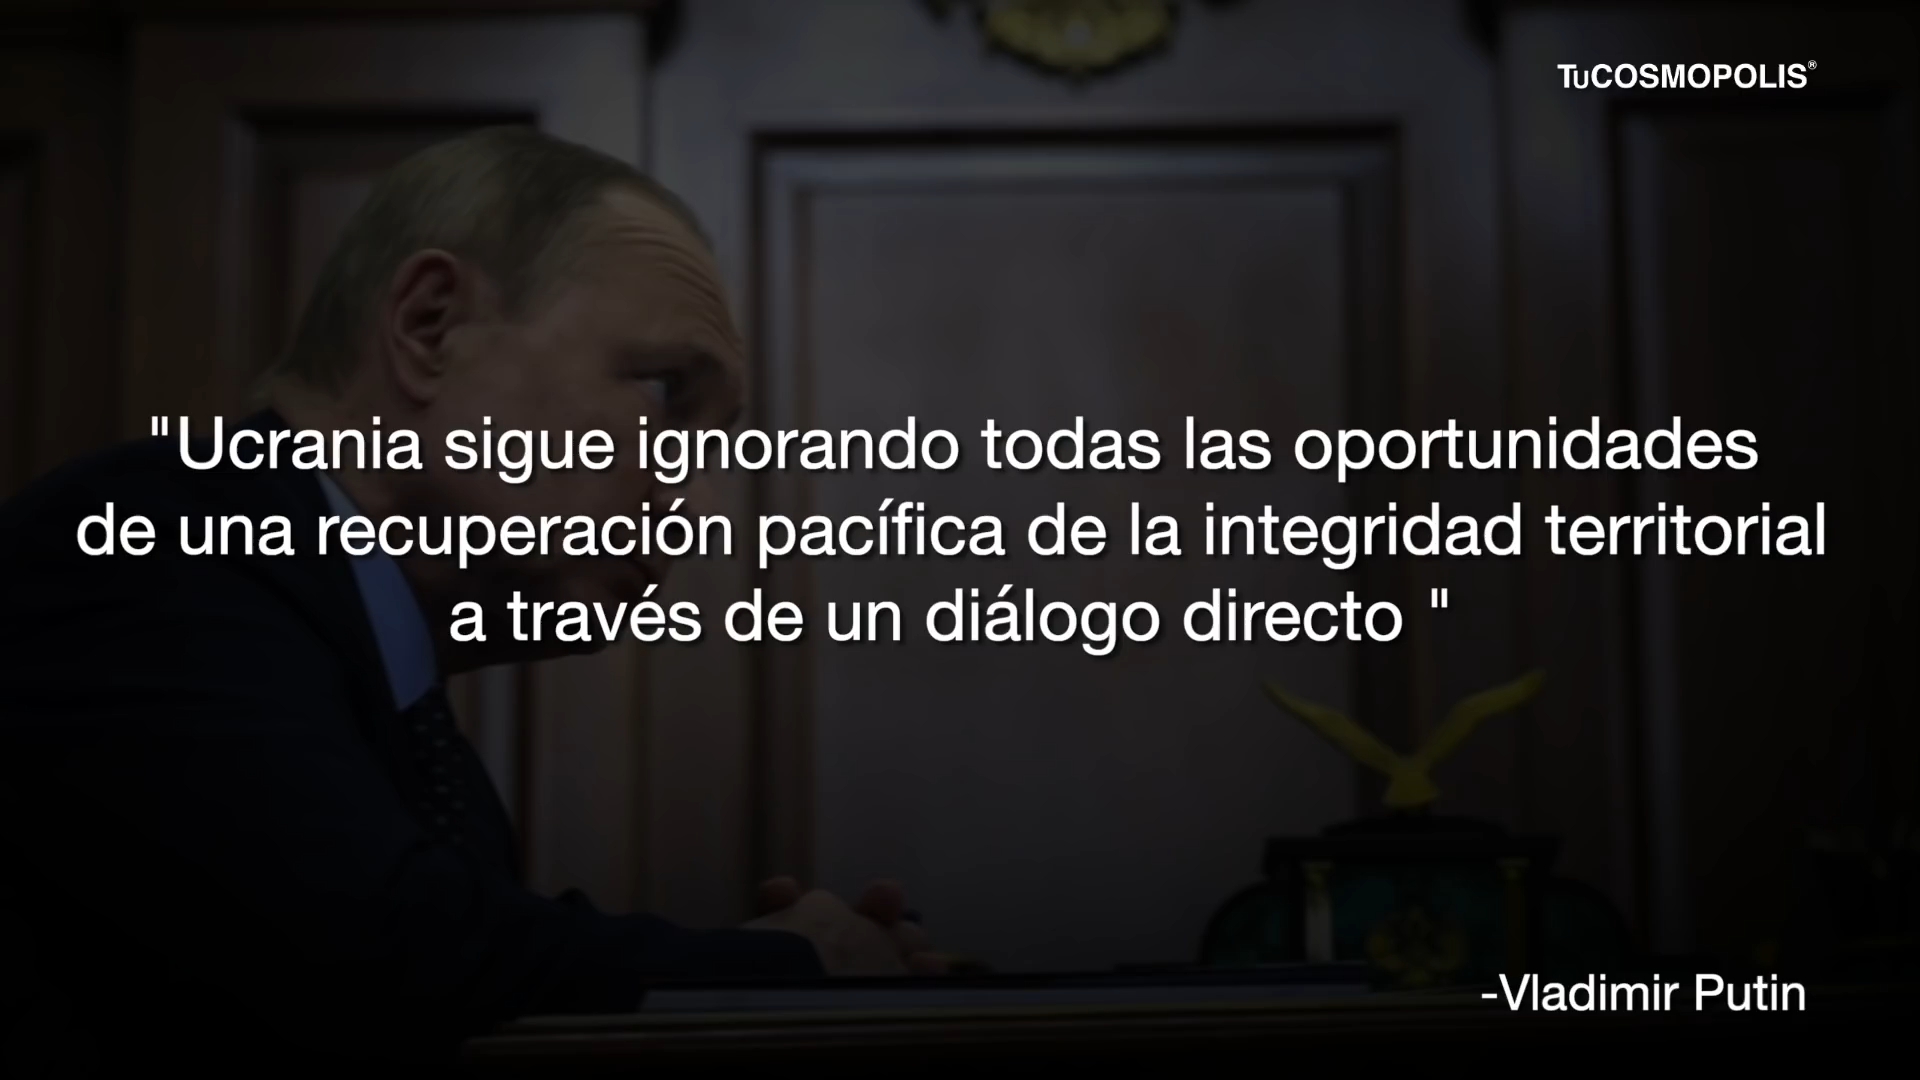 TuCOSMOPOLIS®
"Ucrania sigue ignorando todas las oportunidades
de una recuperación pacífica de la integridad territorial
a través de un diálogo directo "
-Vladimir Putin